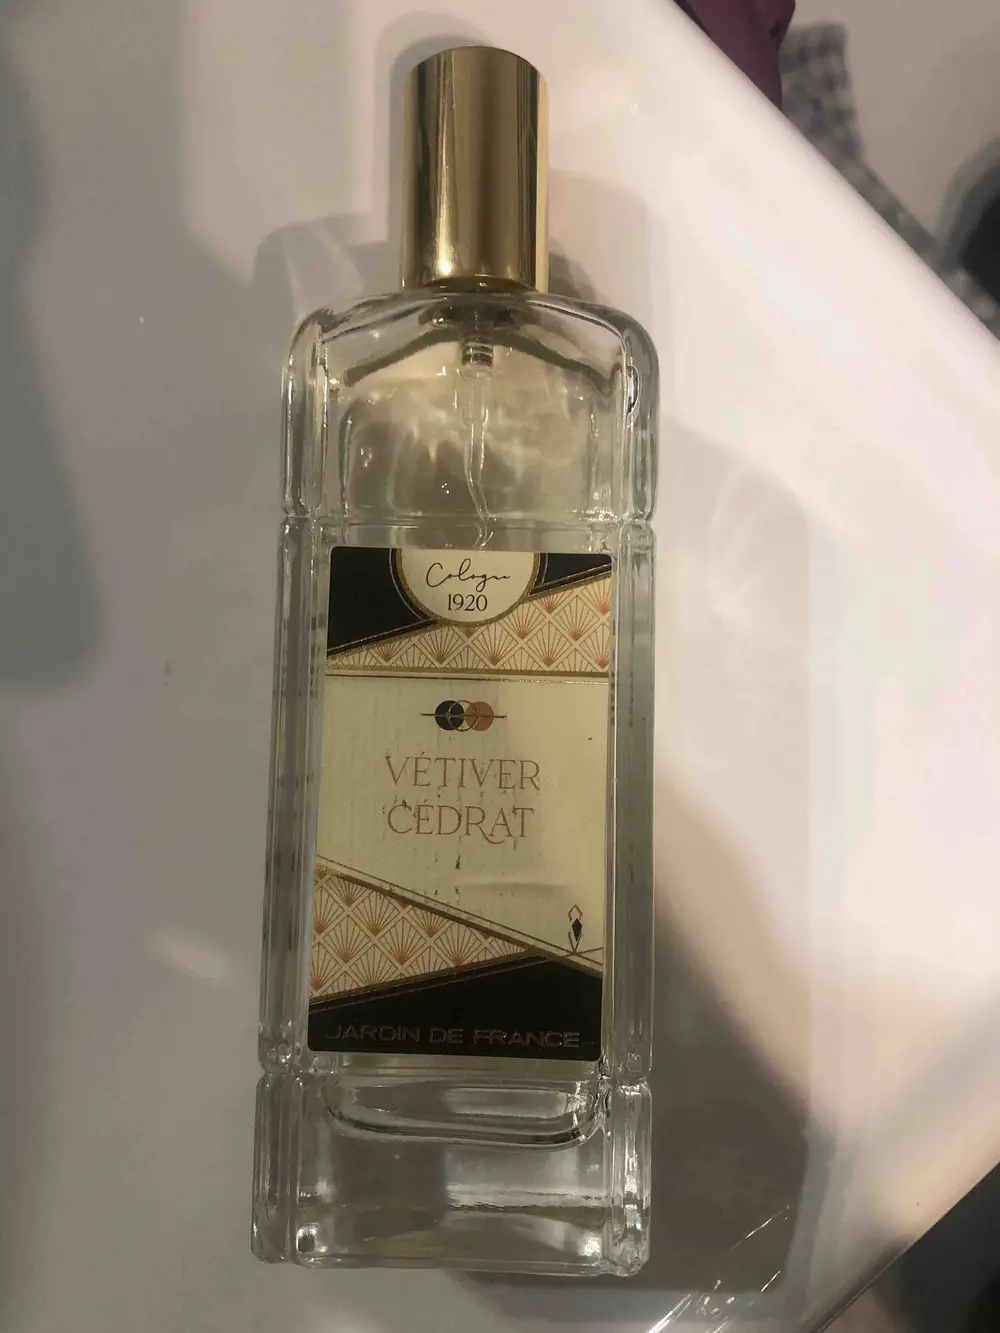 Cologne
1920
VÉTIVER
CÉDRAT
JARDIN DE FRANCE